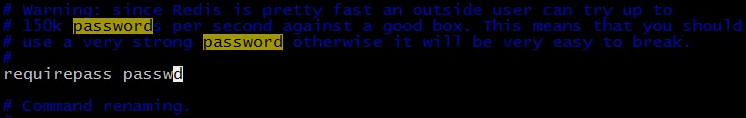 # Warning: since Redis is pretty fast an outside user can try up to
# 150k passwords per second against a good box. This means that you should
# use a very strong password otherwise it will be very easy to break.
#
requirepass passwd
# Command renaming.
#